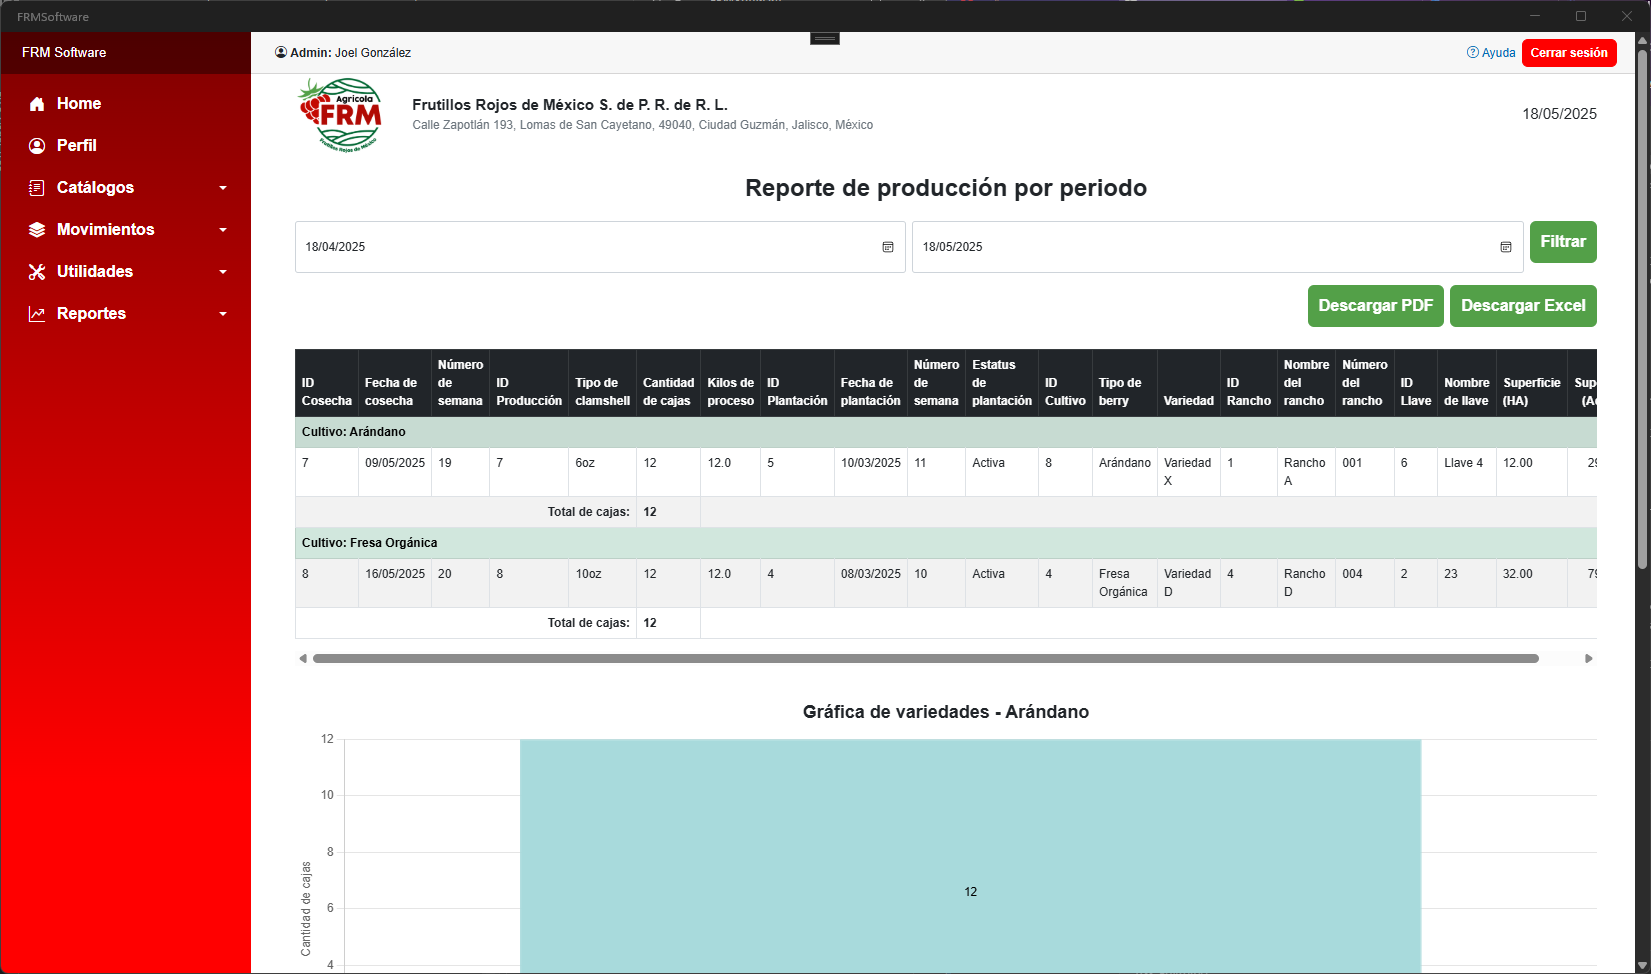 FRMSoftware
FRM Software
Admin: Joel González
Ayuda
Cerrar sesión
Home
Perfil
Catálogos
Movimientos
Utilidades
Reportes
Agrícola
FRM
Frutillos Rojos de México
Frutillos Rojos de México S. de P. R. de R. L.
Calle Zapotlán 193, Lomas de San Cayetano, 49040, Ciudad Guzmán, Jalisco, México
18/05/2025
Reporte de producción por periodo
18/04/2025 18/05/2025 Filtrar
Descargar PDF Descargar Excel
ID Cosecha Fecha de cosecha Número de semana ID Producción Tipo de clamshell Cantidad de cajas Kilos de proceso ID Plantación Fecha de plantación Número de semana Estatus de plantación ID Cultivo Tipo de berry Variedad ID Rancho Nombre del rancho Número del rancho ID Llave Nombre de llave Superficie (HA)
Cultivo: Arándano
7 09/05/2025 19 7 6oz 12 12.0 5 10/03/2025 11 Activa 8 Arándano Variedad X 1 Rancho A 001 6 Llave 4 12.00
Total de cajas: 12
Cultivo: Fresa Orgánica
8 16/05/2025 20 8 10oz 12 12.0 4 08/03/2025 10 Activa 4 Fresa Orgánica Variedad D 4 Rancho D 004 2 23 32.00
Total de cajas: 12
Gráfica de variedades - Arándano
12
10
8
6
4
Cantidad de cajas
12